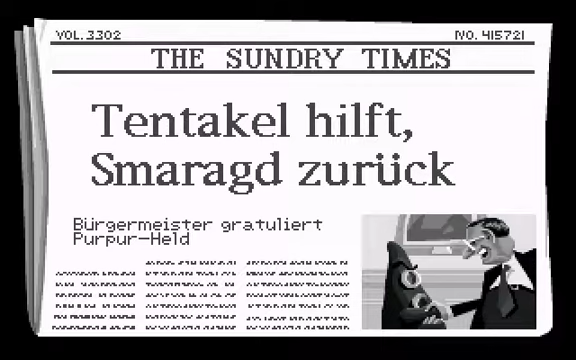 VOL. 3302
NO. 415721
THE SUNDRY TIMES
Tentakel hilft,
Smaragd zurück
Bürgermeister gratuliert
Purpur-Held